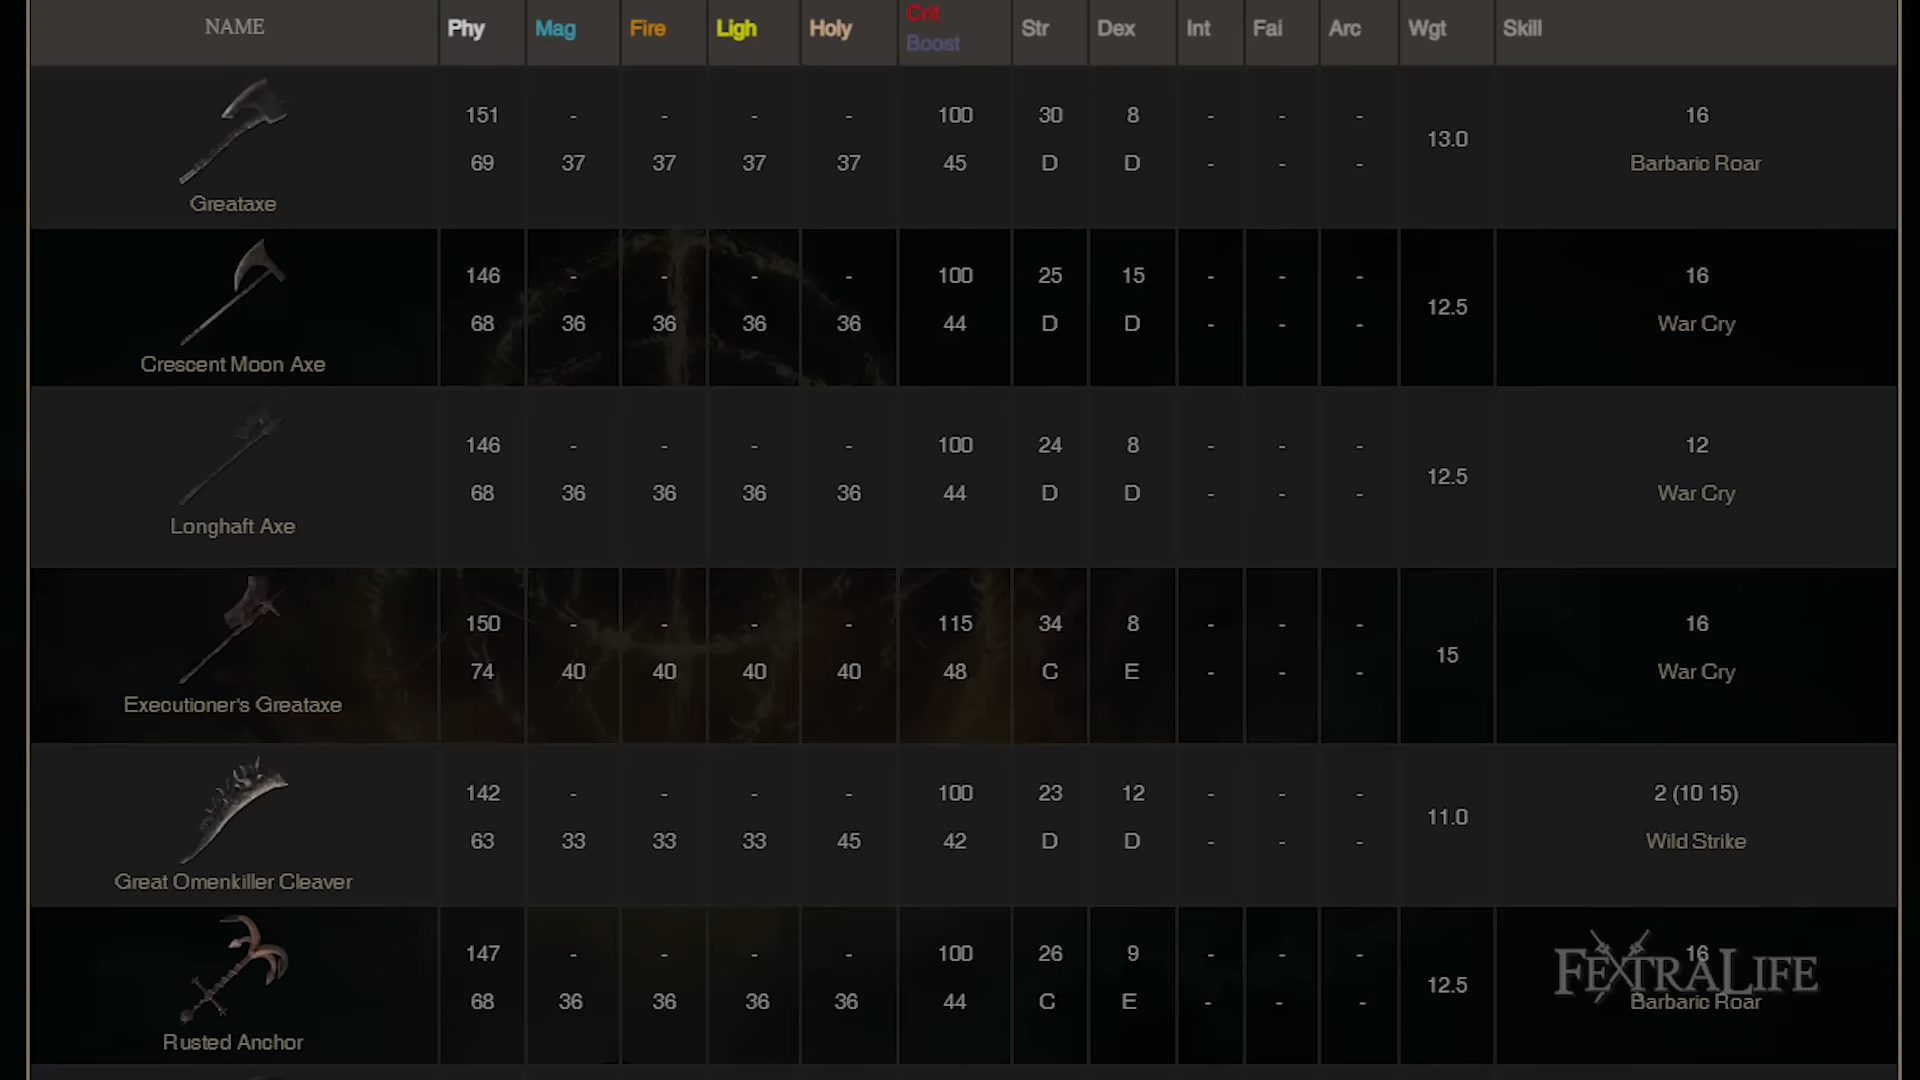 NAME Phy Mag Fire Ligh Holy Crit Boost Str Dex Int Fai Arc Wgt Skill
151 - - - - 100 30 8 - - - 13.0 16
69 37 37 37 37 45 D D - - - Barbaric Roar
Greataxe
146 - - - - 100 25 15 - - - 12.5 16
68 36 36 36 36 44 D D - - - War Cry
Crescent Moon Axe
146 - - - - 100 24 8 - - - 12.5 12
68 36 36 36 36 44 D D - - - War Cry
Longhaft Axe
150 - - - - 115 34 8 - - - 15 16
74 40 40 40 40 48 C E - - - War Cry
Executioner's Greataxe
142 - - - - 100 23 12 - - - 11.0 2 (10 15)
63 33 33 33 45 42 D D - - - Wild Strike
Great Omenkiller Cleaver
147 - - - - 100 26 9 - - - 12.5 16
FEXTRALIFE
68 36 36 36 36 44 C E - - - Barbaric Roar
Rusted Anchor